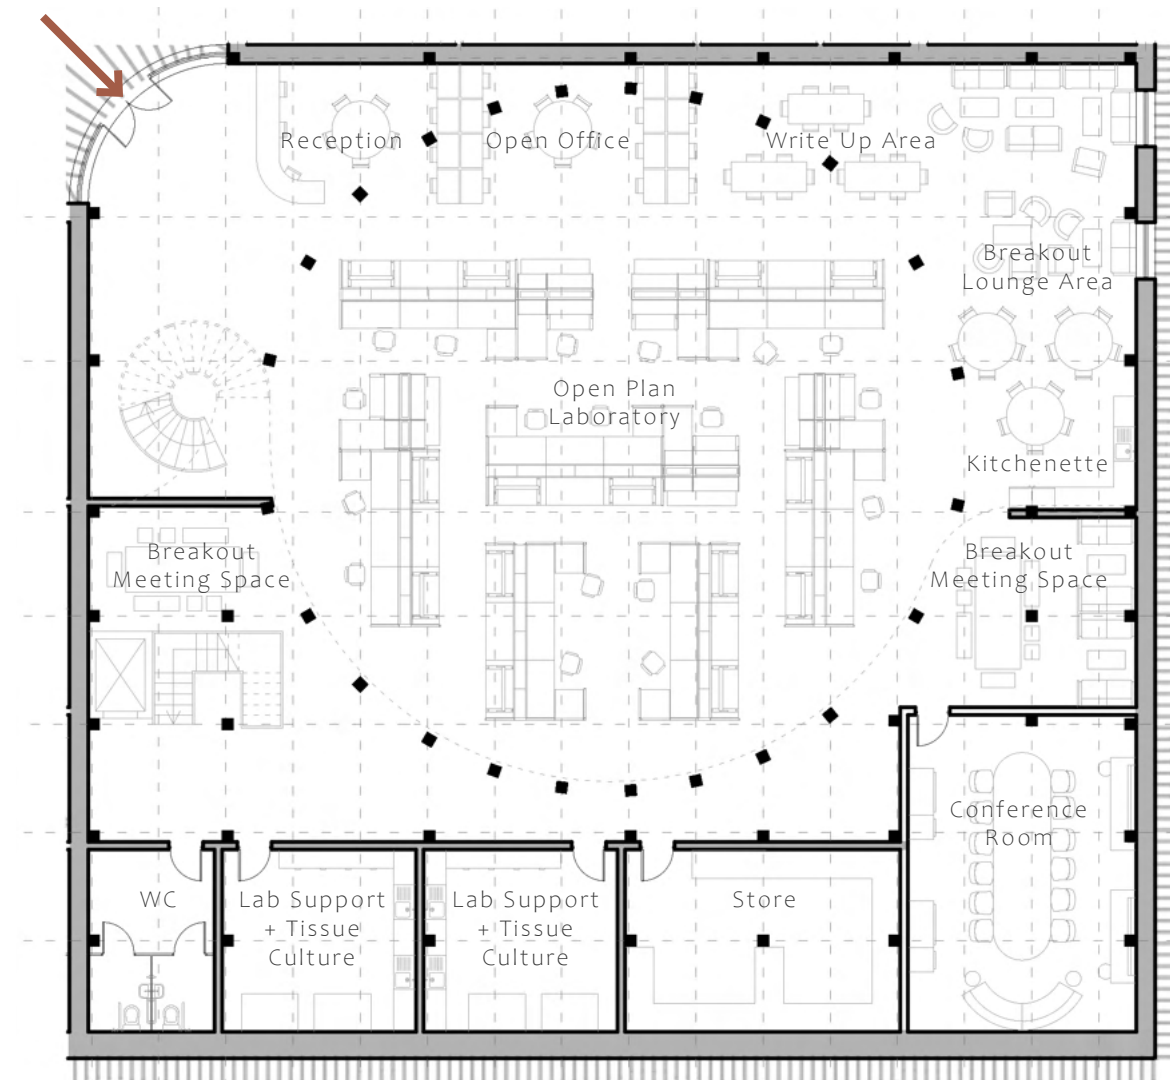 Reception
Open Office
Write Up Area
Breakout
Lounge Area
Open Plan
Laboratory
Kitchenette
Breakout
Meeting Space
Breakout
Meeting Space
Conference
Room
WC
Lab Support
+ Tissue
Culture
Lab Support
+ Tissue
Culture
Store